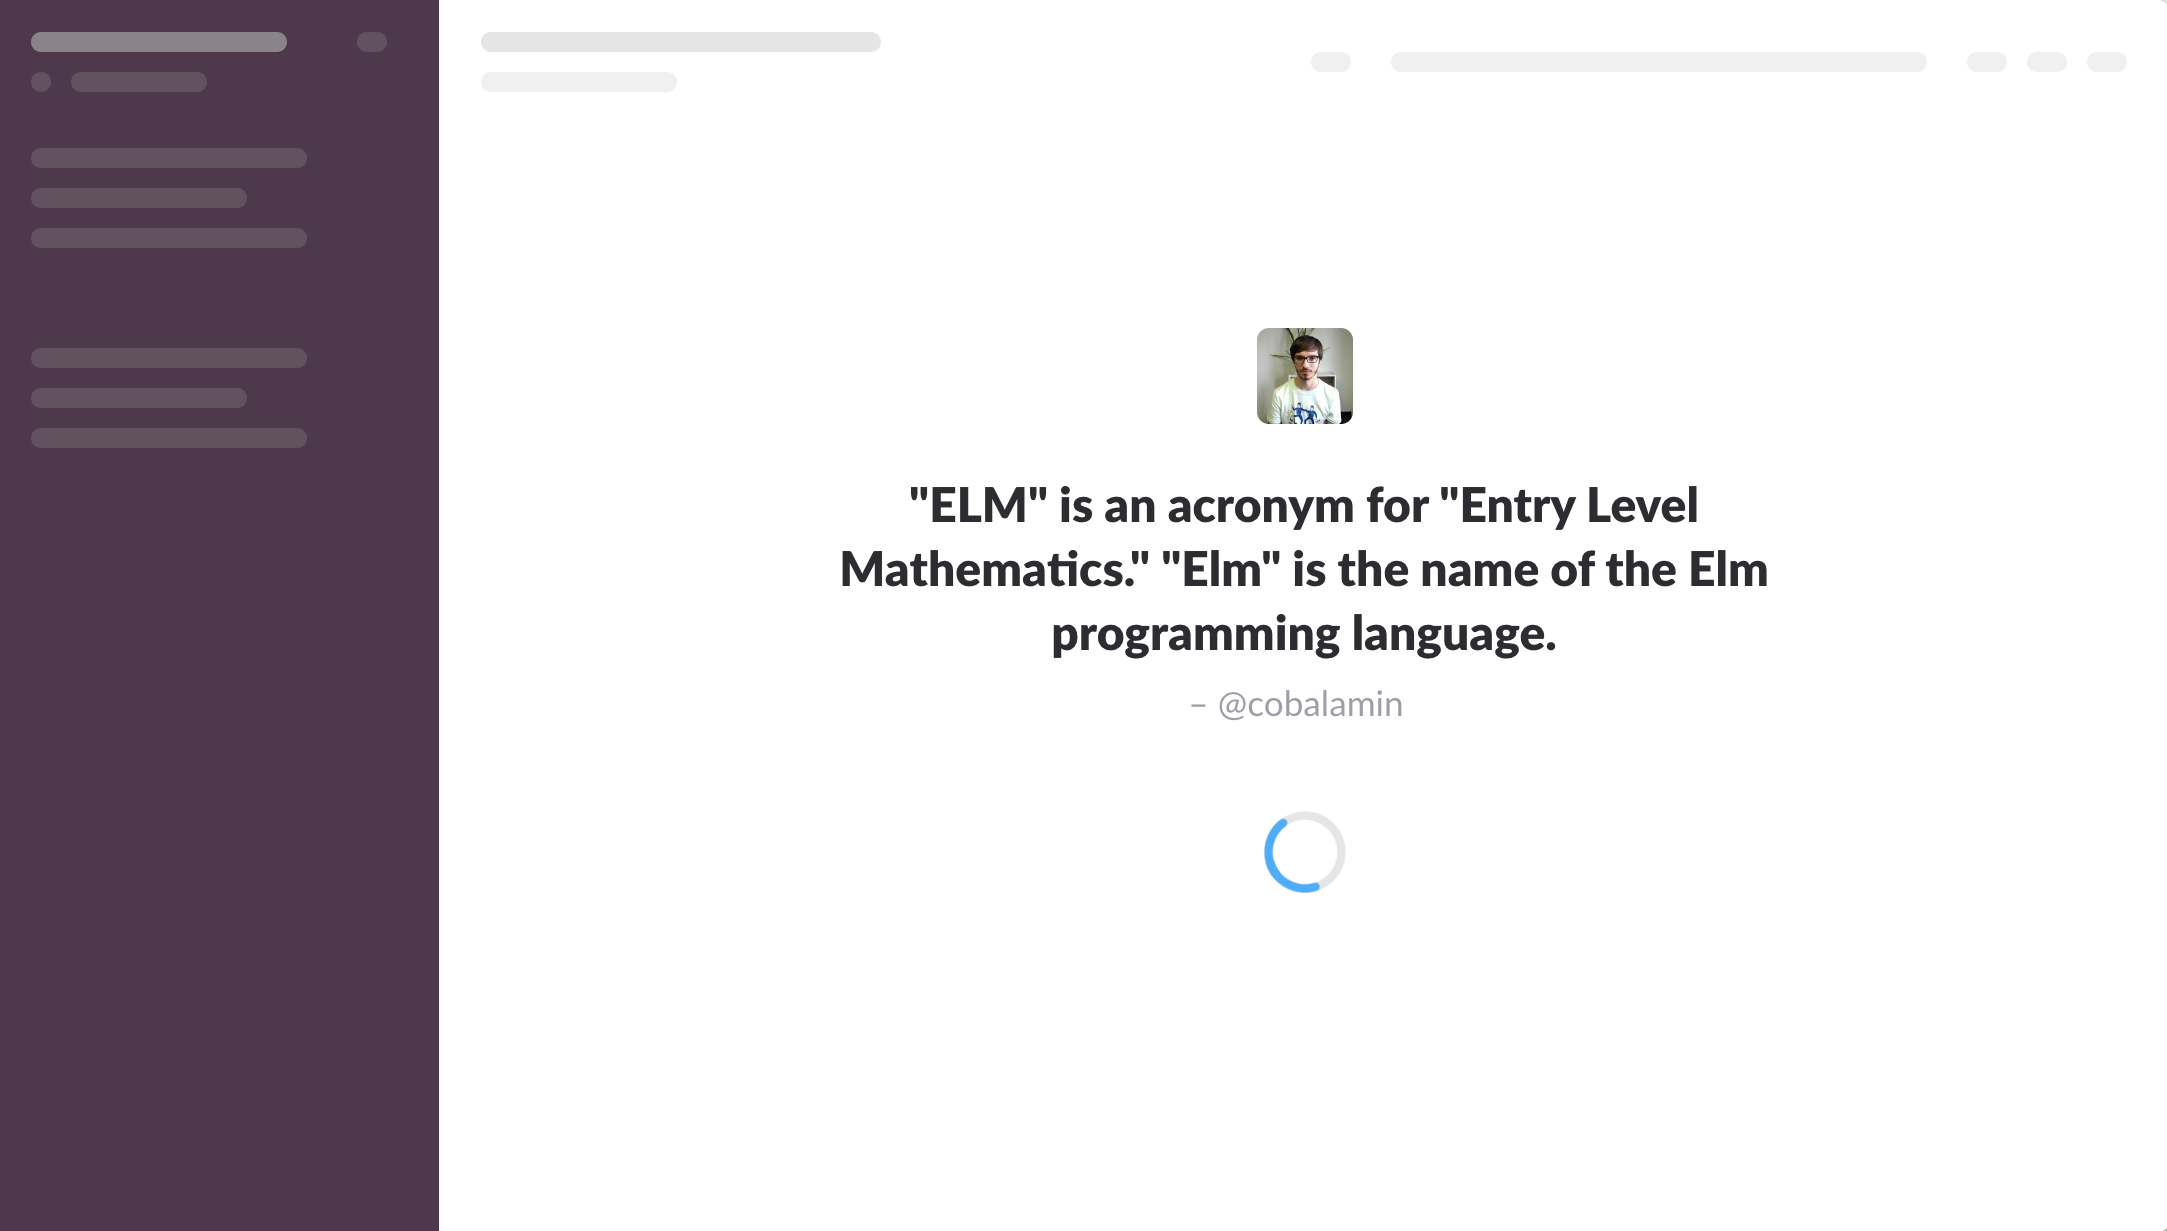 "ELM" is an acronym for "Entry Level
Mathematics." "Elm" is the name of the Elm
programming language.
– @cobalamin